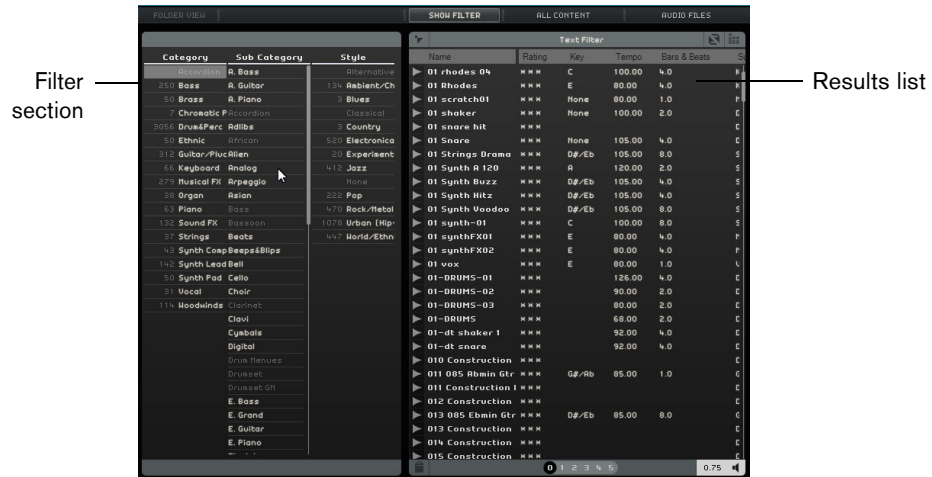 FOLDER VIEW SHOW FILTER ALL CONTENT AUDIO FILES
Text Filter
Category Sub Category Style
Accordion A. Bass Alternative
250 Bass A. Guitar 134 Ambient/Ch
50 Brass A. Piano 3 Blues
7 Chromatic P Accordion Classical
3056 Drum&Perc Adlibs 3 Country
50 Ethnic African 520 Electronica
312 Guitar/Pluc Alien 20 Experiment
66 Keyboard Analog 412 Jazz
279 Musical FX Arpeggio None
38 Organ Asian 222 Pop
63 Piano Bass 470 Rock/Metal
132 Sound FX Bassoon 1078 Urban (Hip-
37 Strings Beats 447 World/Ethn
43 Synth Comp Beeps&Blips
142 Synth Lead Bell
50 Synth Pad Cello
31 Vocal Choir
114 Woodwinds Clarinet
Clavi
Cymbals
Digital
Drum Menues
Drumset
Drumset GM
E. Bass
E. Grand
E. Guitar
E. Piano
Name Rating Key Tempo Bars & Beats
01 rhodes 04 *** C 100.00 4.0
01 Rhodes *** E 80.00 4.0
01 scratch01 *** None 80.00 1.0
01 shaker *** None 100.00 2.0
01 snare hit ***
01 Snare *** None 105.00 4.0
01 Strings Drama *** D#/Eb 105.00 8.0
01 Synth A 120 *** A 120.00 2.0
01 Synth Buzz *** D#/Eb 105.00 4.0
01 Synth Hitz *** D#/Eb 105.00 4.0
01 Synth Voodoo *** D#/Eb 105.00 8.0
01 synth-01 *** C 100.00 8.0
01 synthFX01 *** E 80.00 4.0
01 synthFX02 *** E 80.00 4.0
01 vox *** E 80.00 1.0
01-DRUMS-01 *** 126.00 4.0
01-DRUMS-02 *** 90.00 2.0
01-DRUMS-03 *** 80.00 2.0
01-DRUMS *** 68.00 2.0
01-dt shaker 1 *** 92.00 4.0
01-dt snare *** 92.00 4.0
010 Construction ***
011 085 Abmin Gtr *** G#/Ab 85.00 1.0
011 Construction ***
012 Construction ***
013 085 Ebmin Gtr *** D#/Eb 85.00 8.0
013 Construction ***
014 Construction ***
015 Construction ***
0 1 2 3 4 5 0.75
Filter
section
Results list